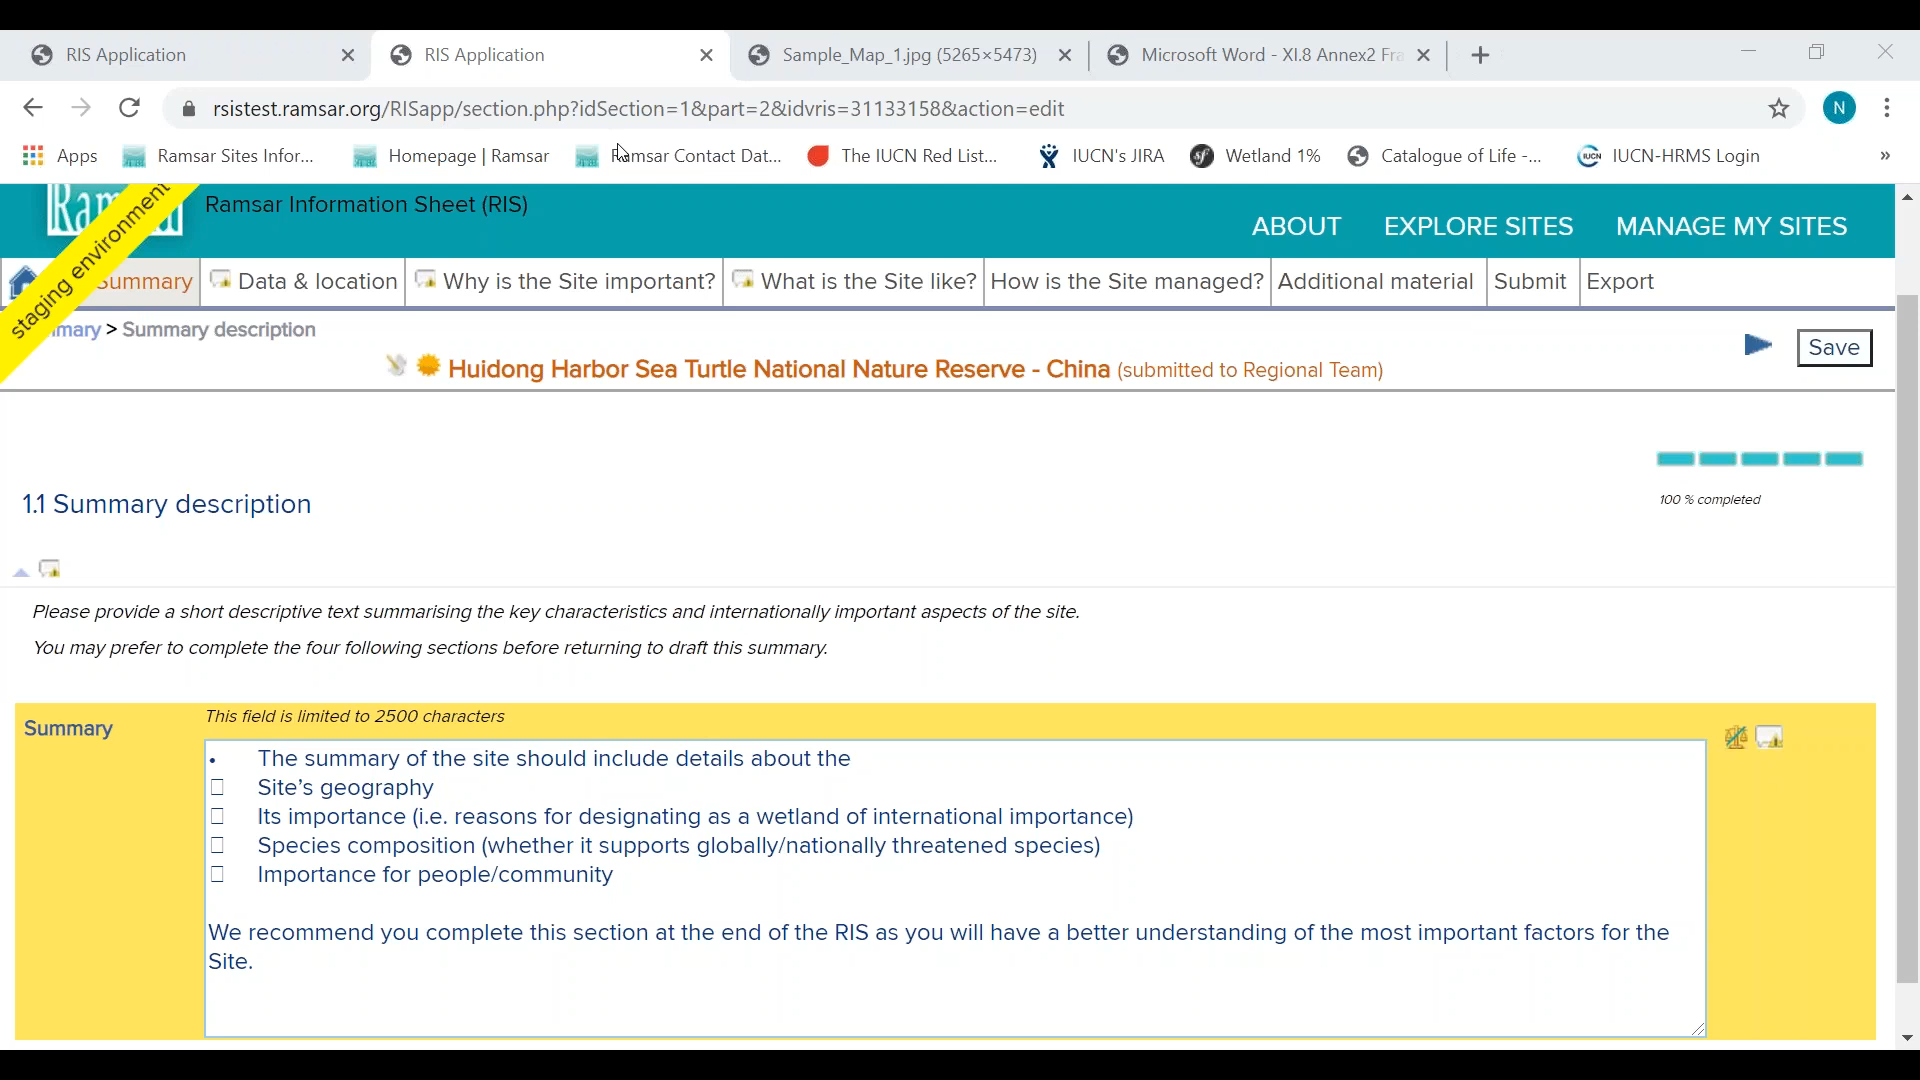 RIS Application
RIS Application
Sample_Map_1.jpg (5265×5473)
Microsoft Word - XI.8 Annex2 Fra
rsistest.ramsar.org/RISapp/section.php?idSection=1&part=2&idvris=31133158&action=edit
N
Apps
Ramsar Sites Infor...
Homepage | Ramsar
Ramsar Contact Dat...
The IUCN Red List...
IUCN's JIRA
Wetland 1%
Catalogue of Life -...
IUCN-HRMS Login
»
staging environment
Ramsar Information Sheet (RIS)
ABOUT
EXPLORE SITES
MANAGE MY SITES
Summary
Data & location
Why is the Site important?
What is the Site like?
How is the Site managed?
Additional material
Submit
Export
mary > Summary description
Save
Huidong Harbor Sea Turtle National Nature Reserve - China (submitted to Regional Team)
1.1 Summary description
100 % completed
Please provide a short descriptive text summarising the key characteristics and internationally important aspects of the site.
You may prefer to complete the four following sections before returning to draft this summary.
Summary
This field is limited to 2500 characters
• The summary of the site should include details about the
Site’s geography
Its importance (i.e. reasons for designating as a wetland of international importance)
Species composition (whether it supports globally/nationally threatened species)
Importance for people/community
We recommend you complete this section at the end of the RIS as you will have a better understanding of the most important factors for the
Site.